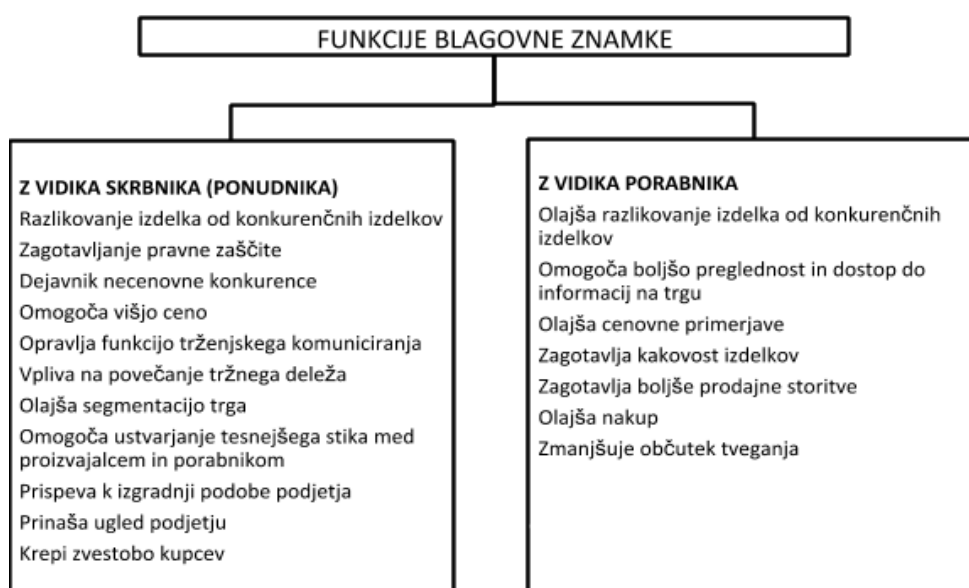 FUNKCIJE BLAGOVNE ZNAMKE
Z VIDIKA SKRBNIKA (PONUDNIKA)
Razlikovanje izdelka od konkurenčnih izdelkov
Zagotavljanje pravne zaščite
Dejavnik necenovne konkurence
Omogoča višjo ceno
Opravlja funkcijo trženjskega komuniciranja
Vpliva na povečanje tržnega deleža
Olajša segmentacijo trga
Omogoča ustvarjanje tesnejšega stika med
proizvajalcem in porabnikom
Prispeva k izgradnji podobe podjetja
Prinaša ugled podjetju
Krepi zvestobo kupcev
Z VIDIKA PORABNIKA
Olajša razlikovanje izdelka od konkurenčnih
izdelkov
Omogoča boljšo preglednost in dostop do
informacij na trgu
Olajša cenovne primerjave
Zagotavlja kakovost izdelkov
Zagotavlja boljše prodajne storitve
Olajša nakup
Zmanjšuje občutek tveganja